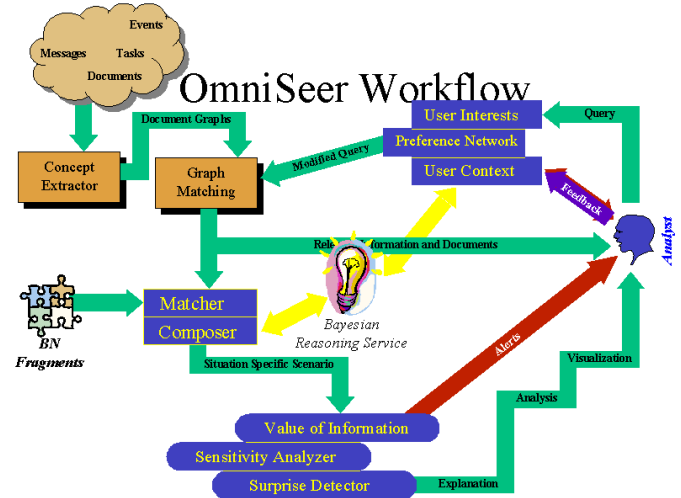 Events
Messages Tasks
Documents
OmniSeer Workflow
Document Graphs
User Interests
Query
Preference Network
Modified Query
User Context
Concept
Extractor
Graph
Matching
Feedback
Analyst
Information and Documents
Matcher
Composer
BN
Fragments
Bayesian
Reasoning Service
Situation Specific Scenario
Alerts
Visualization
Analysis
Value of Information
Sensitivity Analyzer
Surprise Detector
Explanation